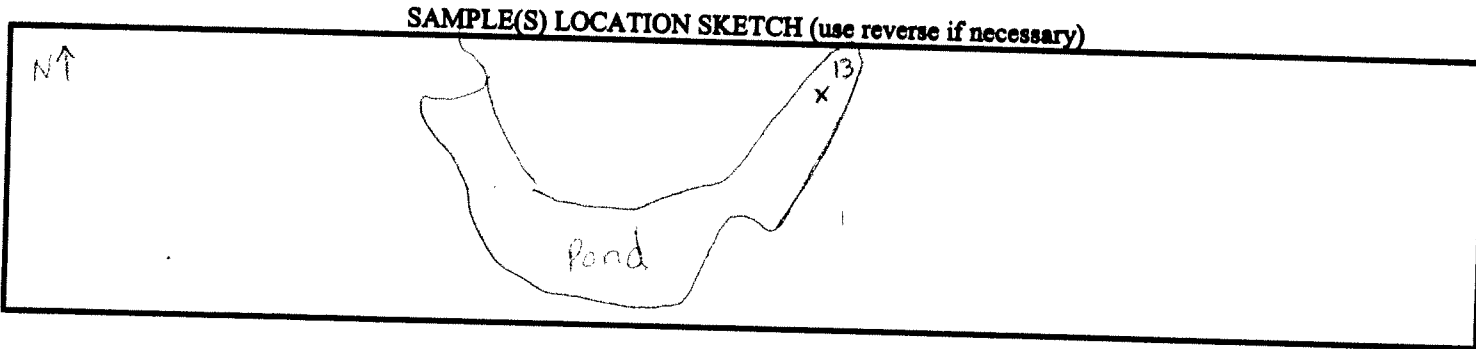 SAMPLE(S) LOCATION SKETCH (use reverse if necessary)
N↑
13
X
Pond